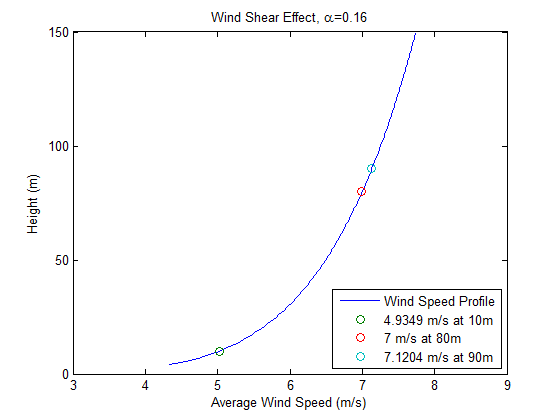 Wind Shear Effect, α=0.16
150
100
50
0
Height (m)
3 4 5 6 7 8 9
Average Wind Speed (m/s)
Wind Speed Profile
4.9349 m/s at 10m
7 m/s at 80m
7.1204 m/s at 90m